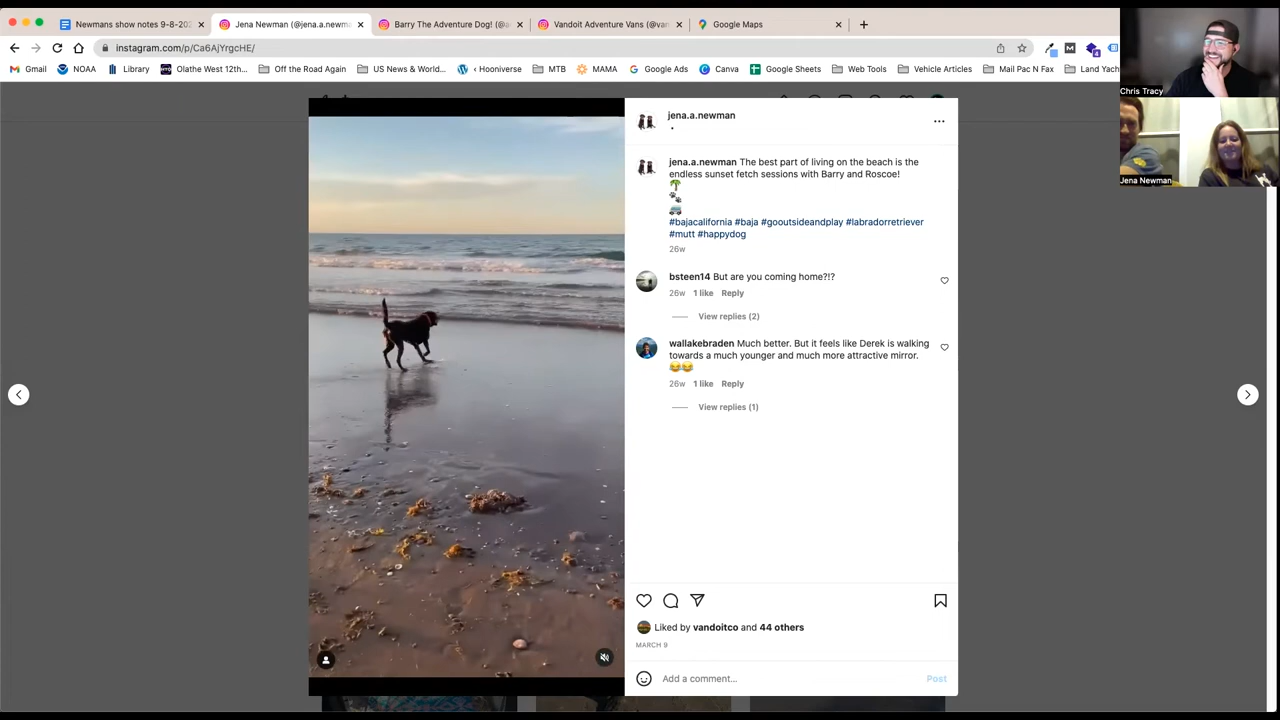 Newmans show notes 9-8-202
Jena Newman (@jena.a.newma
Barry The Adventure Dog! (@a
Vandoit Adventure Vans (@van
Google Maps
instagram.com/p/Ca6AjYrgcHE/
Gmail
NOAA
Library
Olathe West 12th...
Off the Road Again
US News & World...
‹ Hooniverse
MTB
MAMA
Google Ads
Canva
Google Sheets
Web Tools
Vehicle Articles
Mail Pac N Fax
Land Yach
Chris Tracy
Jena Newman
jena.a.newman
jena.a.newman The best part of living on the beach is the
endless sunset fetch sessions with Barry and Roscoe!
🌴
🐾
🚐
#bajacalifornia #baja #gooutsideandplay #labradorretriever
#mutt #happydog
26w
bsteen14 But are you coming home?!?
26w 1 like Reply
View replies (2)
wallakebraden Much better. But it feels like Derek is walking
towards a much younger and much more attractive mirror.
😂😂
26w 1 like Reply
View replies (1)
Liked by vandoitco and 44 others
MARCH 9
Add a comment...
Post